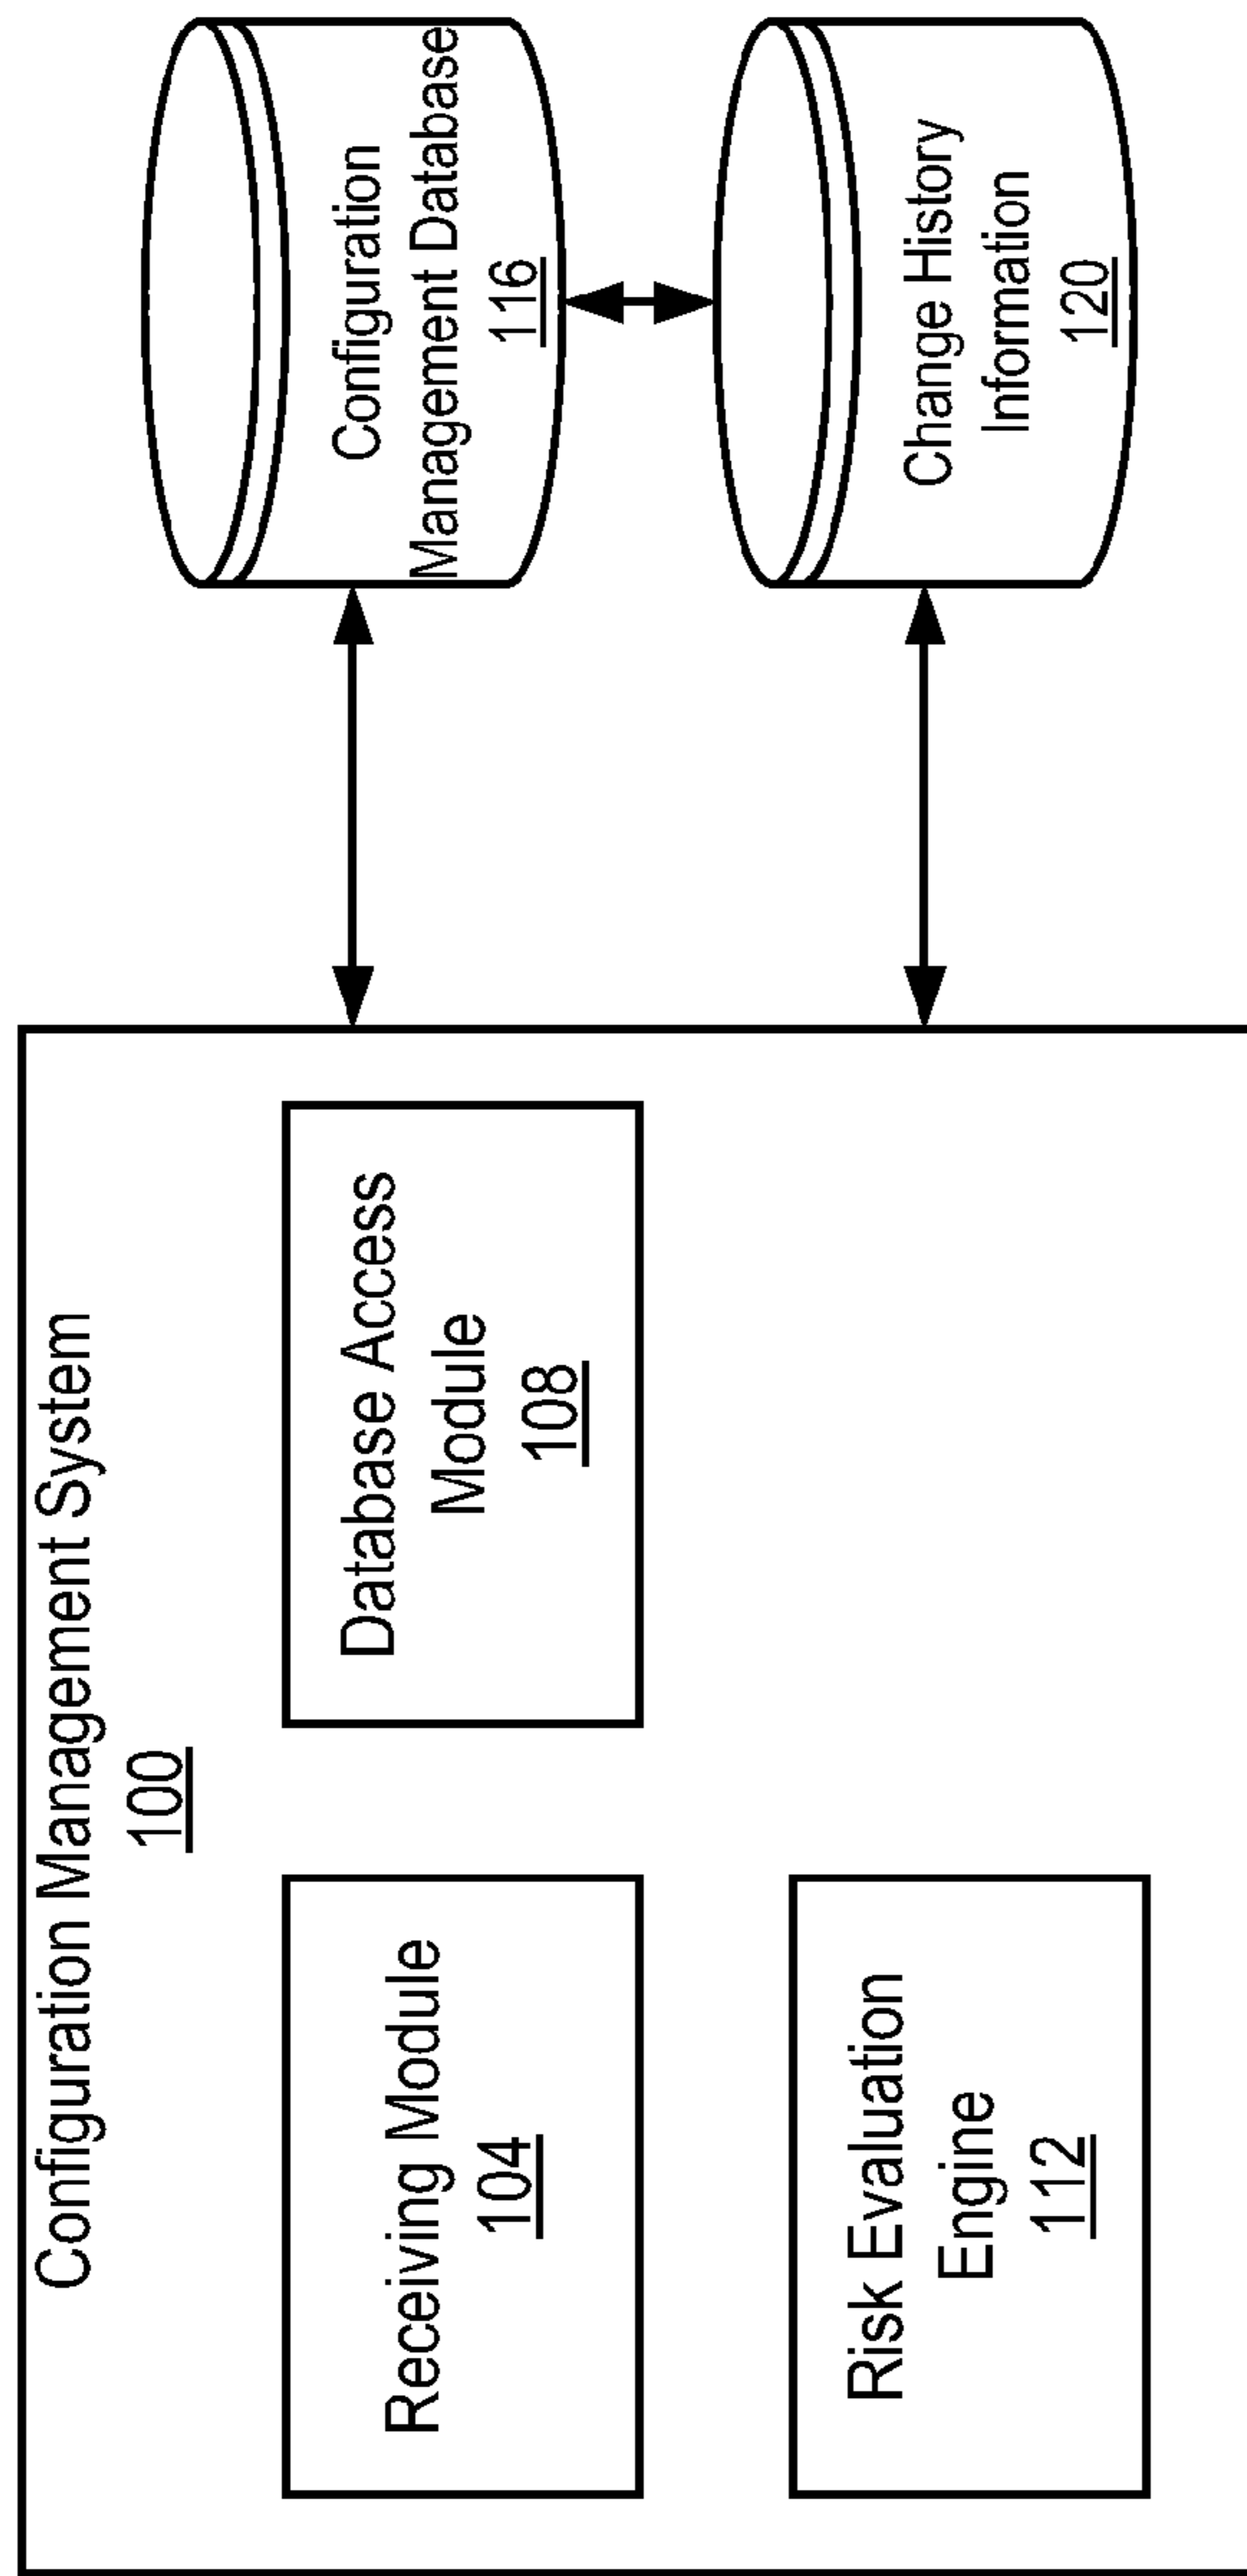 Configuration Management System
100
Receiving Module
104
Database Access
Module
108
Risk Evaluation
Engine
112
Configuration
Management Database
116
Change History
Information
120